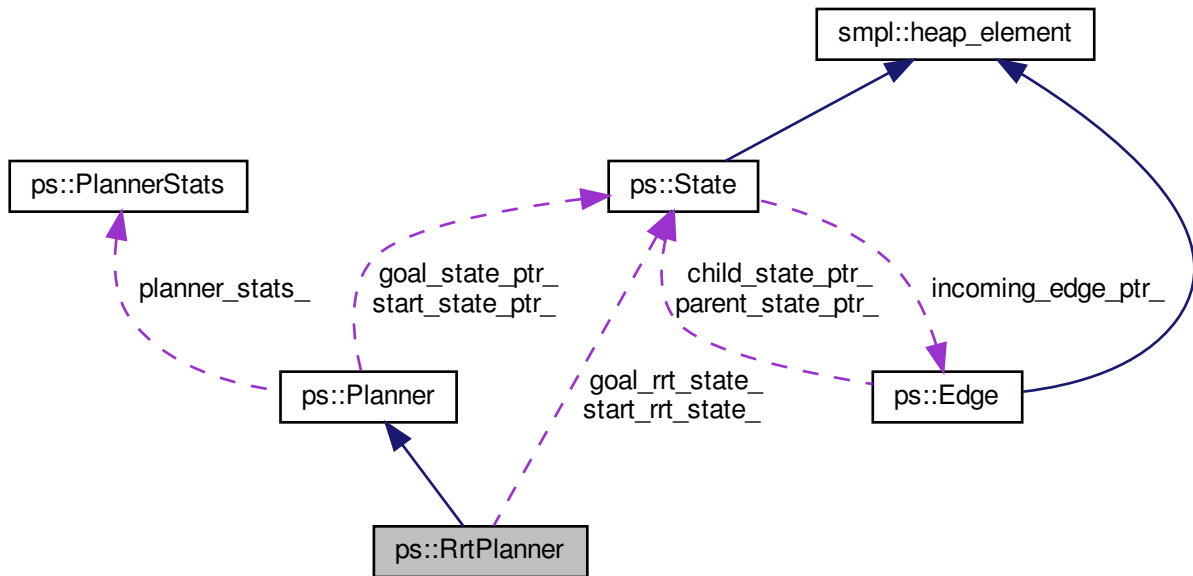 smpl::heap_element
ps::PlannerStats
ps::State
planner_stats_
goal_state_ptr_
start_state_ptr_
child_state_ptr_
parent_state_ptr_
incoming_edge_ptr_
ps::Planner
goal_rrt_state_
start_rrt_state_
ps::Edge
ps::RrtPlanner